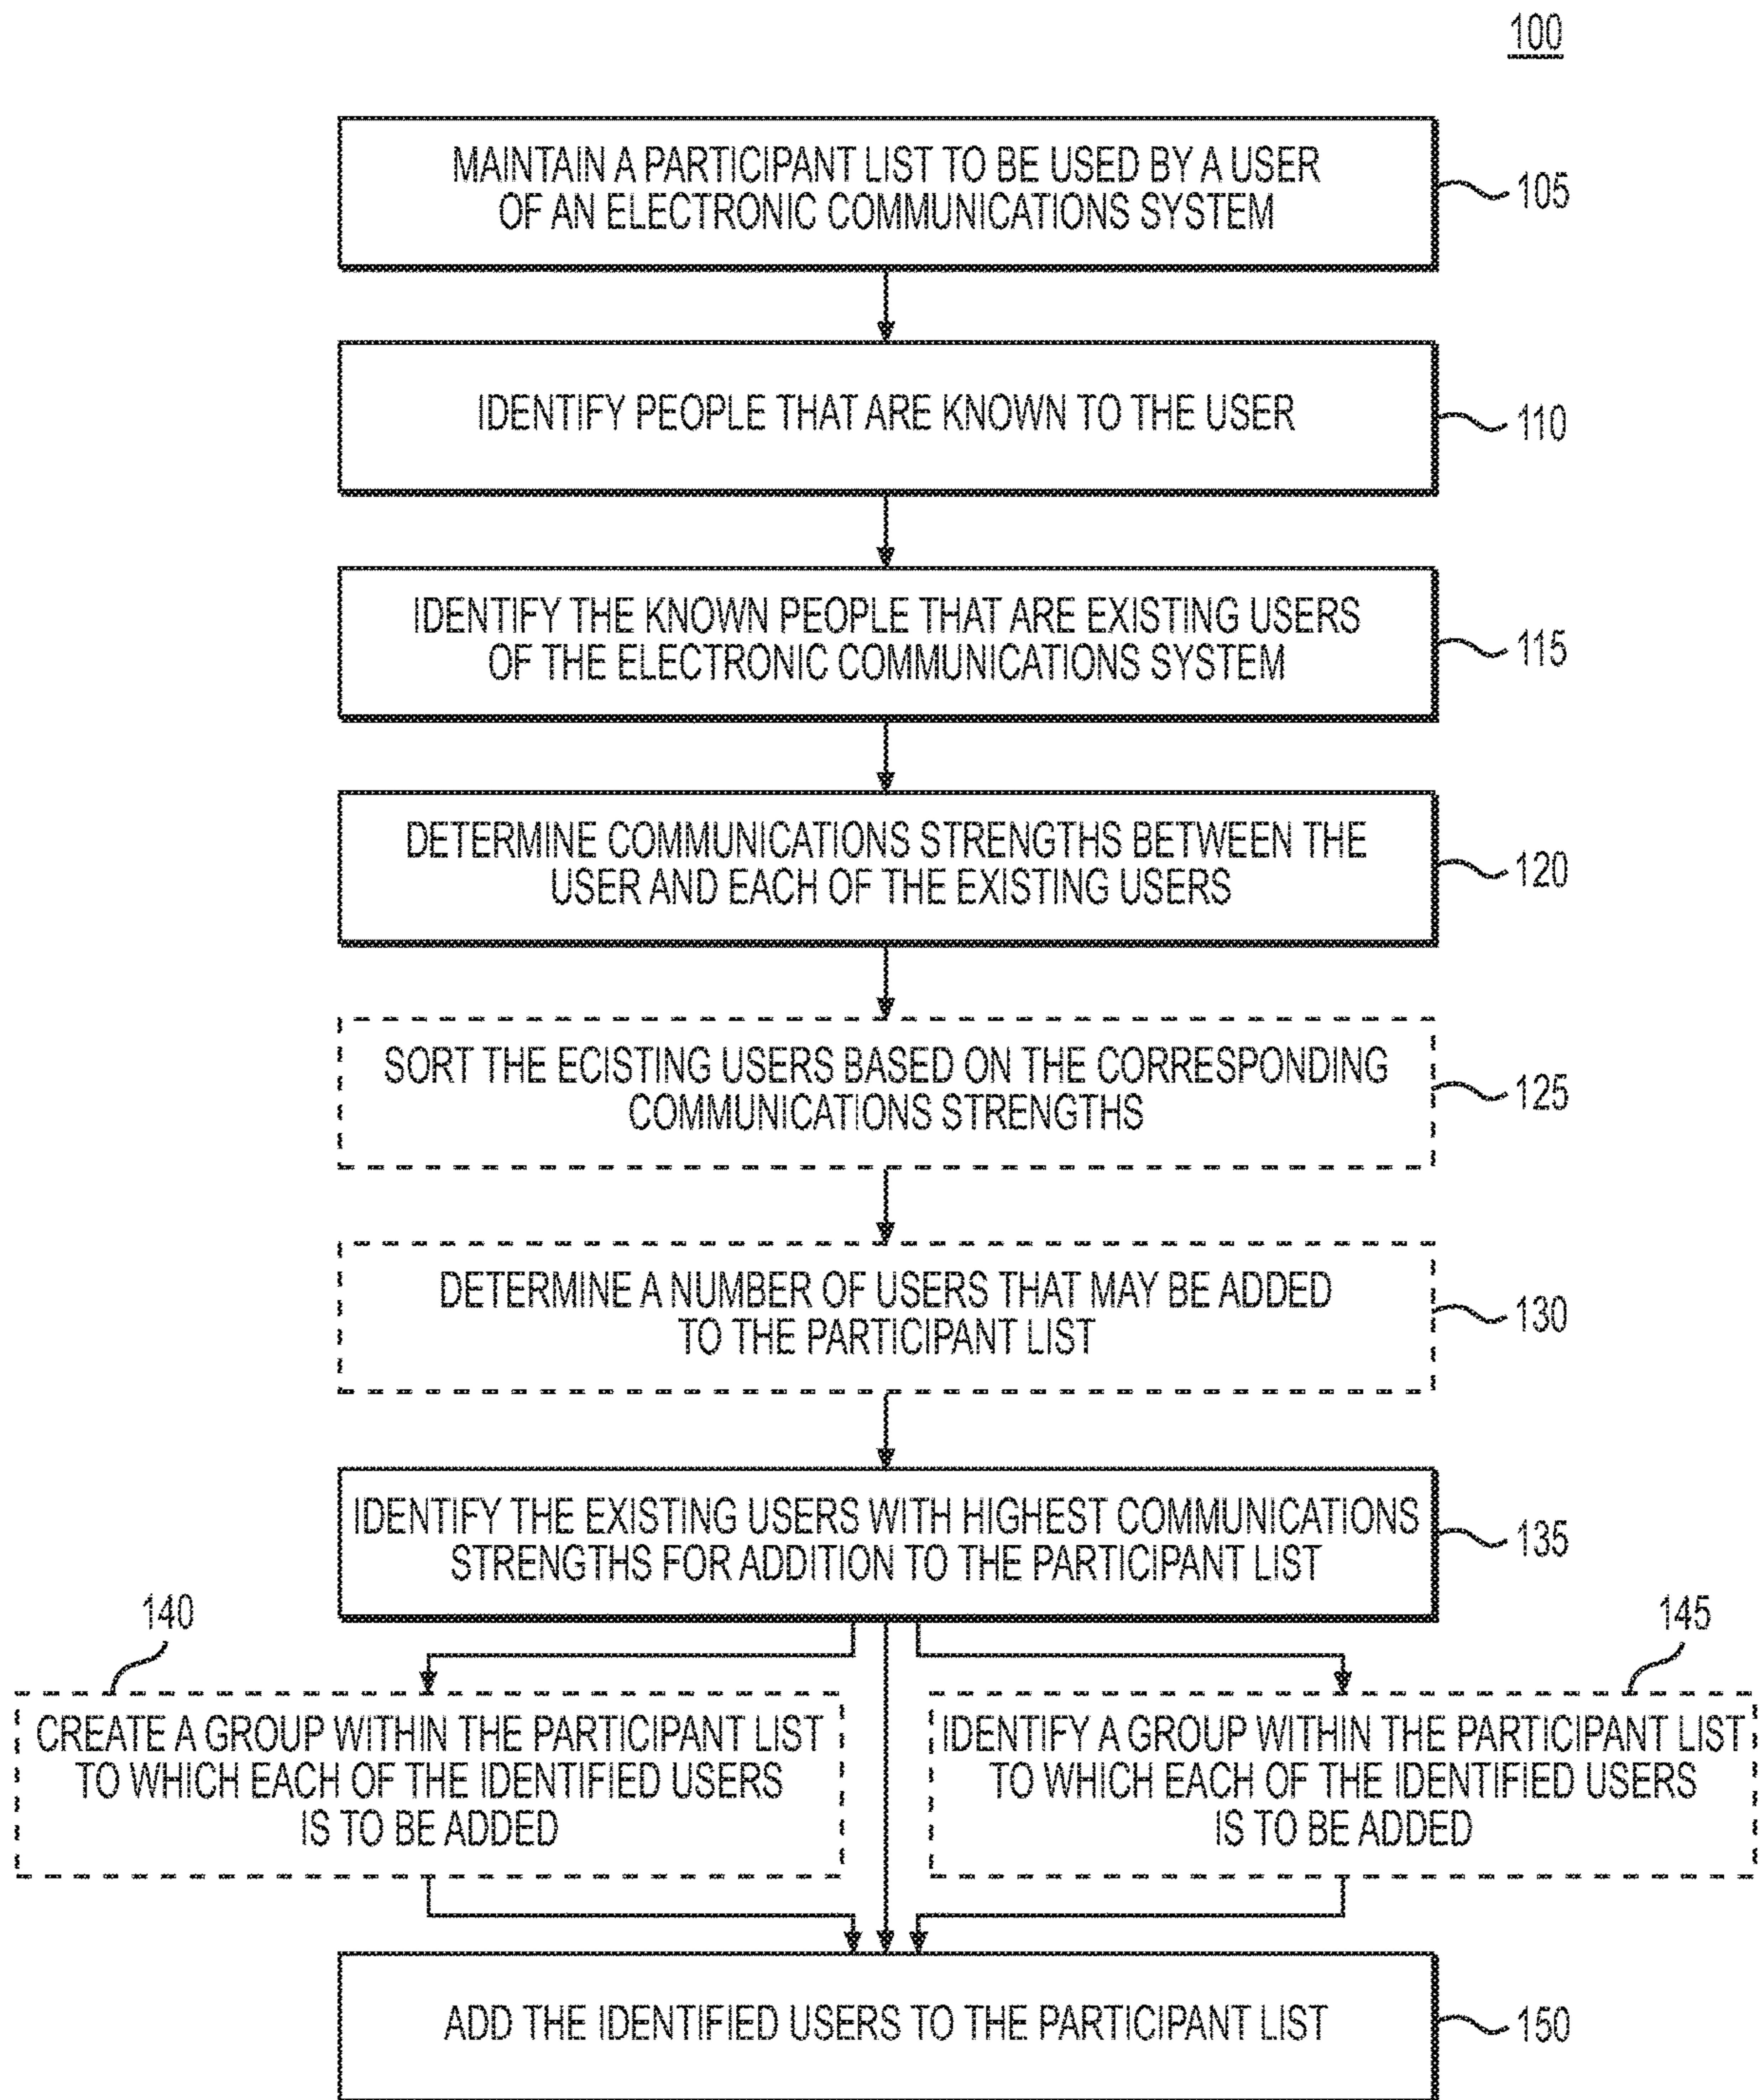 100
MAINTAIN A PARTICIPANT LIST TO BE USED BY A USER
OF AN ELECTRONIC COMMUNICATIONS SYSTEM
105
IDENTIFY PEOPLE THAT ARE KNOWN TO THE USER
110
IDENTIFY THE KNOWN PEOPLE THAT ARE EXISTING USERS
OF THE ELECTRONIC COMMUNICATIONS SYSTEM
115
DETERMINE COMMUNICATIONS STRENGTHS BETWEEN THE
USER AND EACH OF THE EXISTING USERS
120
SORT THE ECISTING USERS BASED ON THE CORRESPONDING
COMMUNICATIONS STRENGTHS
125
DETERMINE A NUMBER OF USERS THAT MAY BE ADDED
TO THE PARTICIPANT LIST
130
IDENTIFY THE EXISTING USERS WITH HIGHEST COMMUNICATIONS
STRENGTHS FOR ADDITION TO THE PARTICIPANT LIST
135
140
CREATE A GROUP WITHIN THE PARTICIPANT LIST
TO WHICH EACH OF THE IDENTIFIED USERS
IS TO BE ADDED
145
IDENTIFY A GROUP WITHIN THE PARTICIPANT LIST
TO WHICH EACH OF THE IDENTIFIED USERS
IS TO BE ADDED
ADD THE IDENTIFIED USERS TO THE PARTICIPANT LIST
150